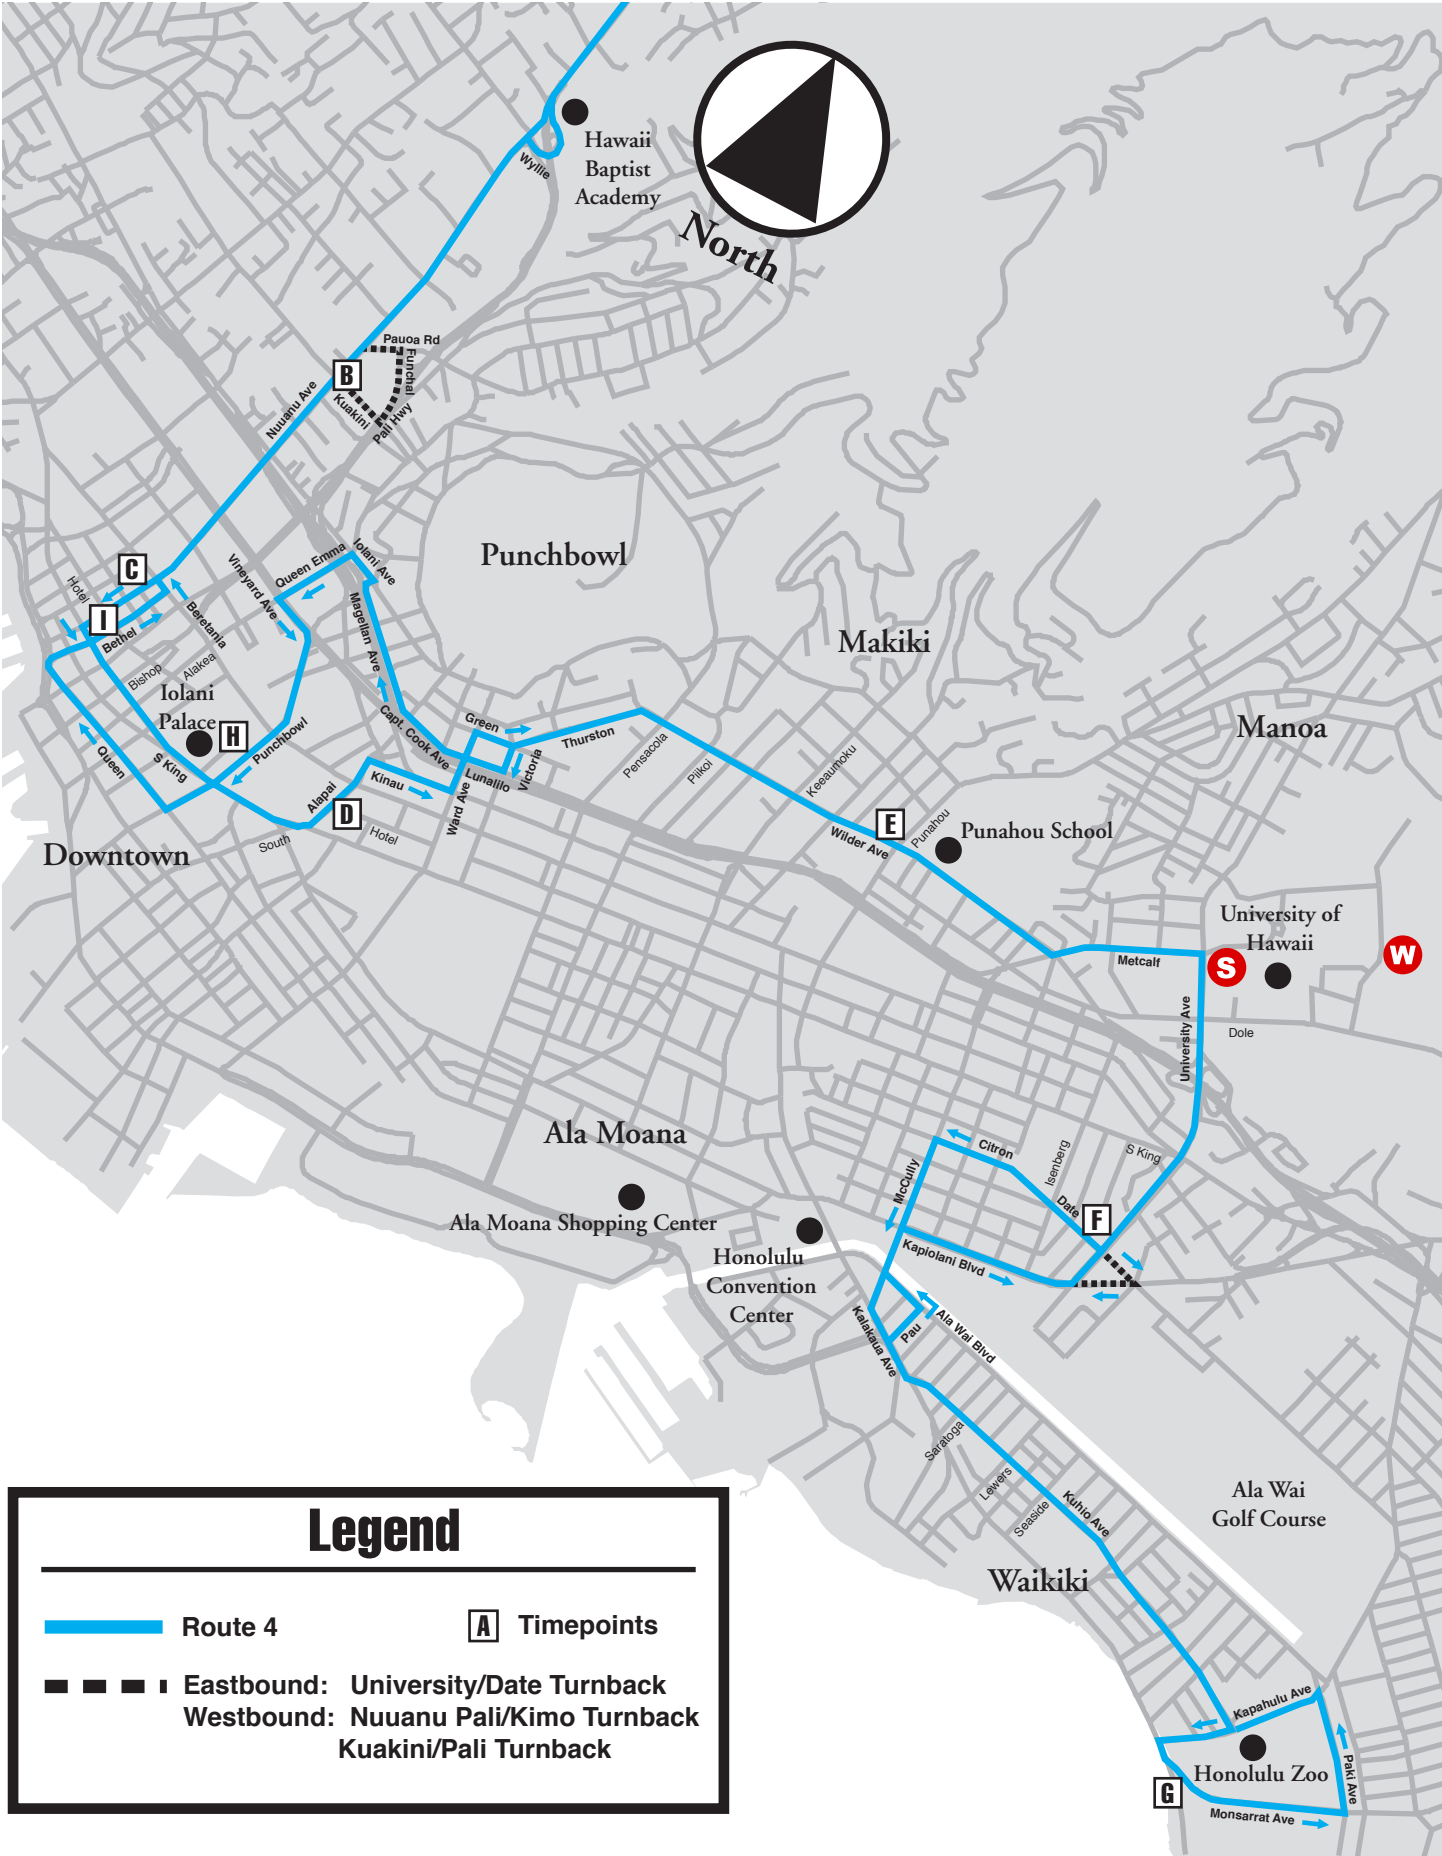 Hawaii
Baptist
Academy
Wyllie
North
Pauoa Rd
Funchal
B
Kuakini
Pali Hwy
Nuuanu Ave
Punchbowl
Iolani Ave
Queen Emma
Vineyard Ave
C
Hotel
I
Bethel
Beretania
Magellan Ave
Makiki
Bishop
Alakea
Iolani
Palace
H
Punchbowl
Capt. Cook Ave
Green
Thurston
Victoria
Pensacola
Piikoi
Keeaumoku
Manoa
Queen
S King
Kinau
Lunalilo
Ward Ave
Alapai
D
Hotel
South
Downtown
E
Wilder Ave
Punahou
Punahou School
University of
Hawaii
S
W
Metcalf
University Ave
Dole
Ala Moana
Citron
Isenberg
S King
McCully
Date
F
Ala Moana Shopping Center
Honolulu
Convention
Center
Kapiolani Blvd
Kalakaua Ave
Pau
Ala Wai Blvd
Saratoga
Lewers
Seaside
Kuhio Ave
Ala Wai
Golf Course
Waikiki
Kapahulu Ave
Honolulu Zoo
Paki Ave
G
Monsarrat Ave
Legend
Route 4
A
Timepoints
Eastbound: University/Date Turnback
Westbound: Nuuanu Pali/Kimo Turnback
Kuakini/Pali Turnback